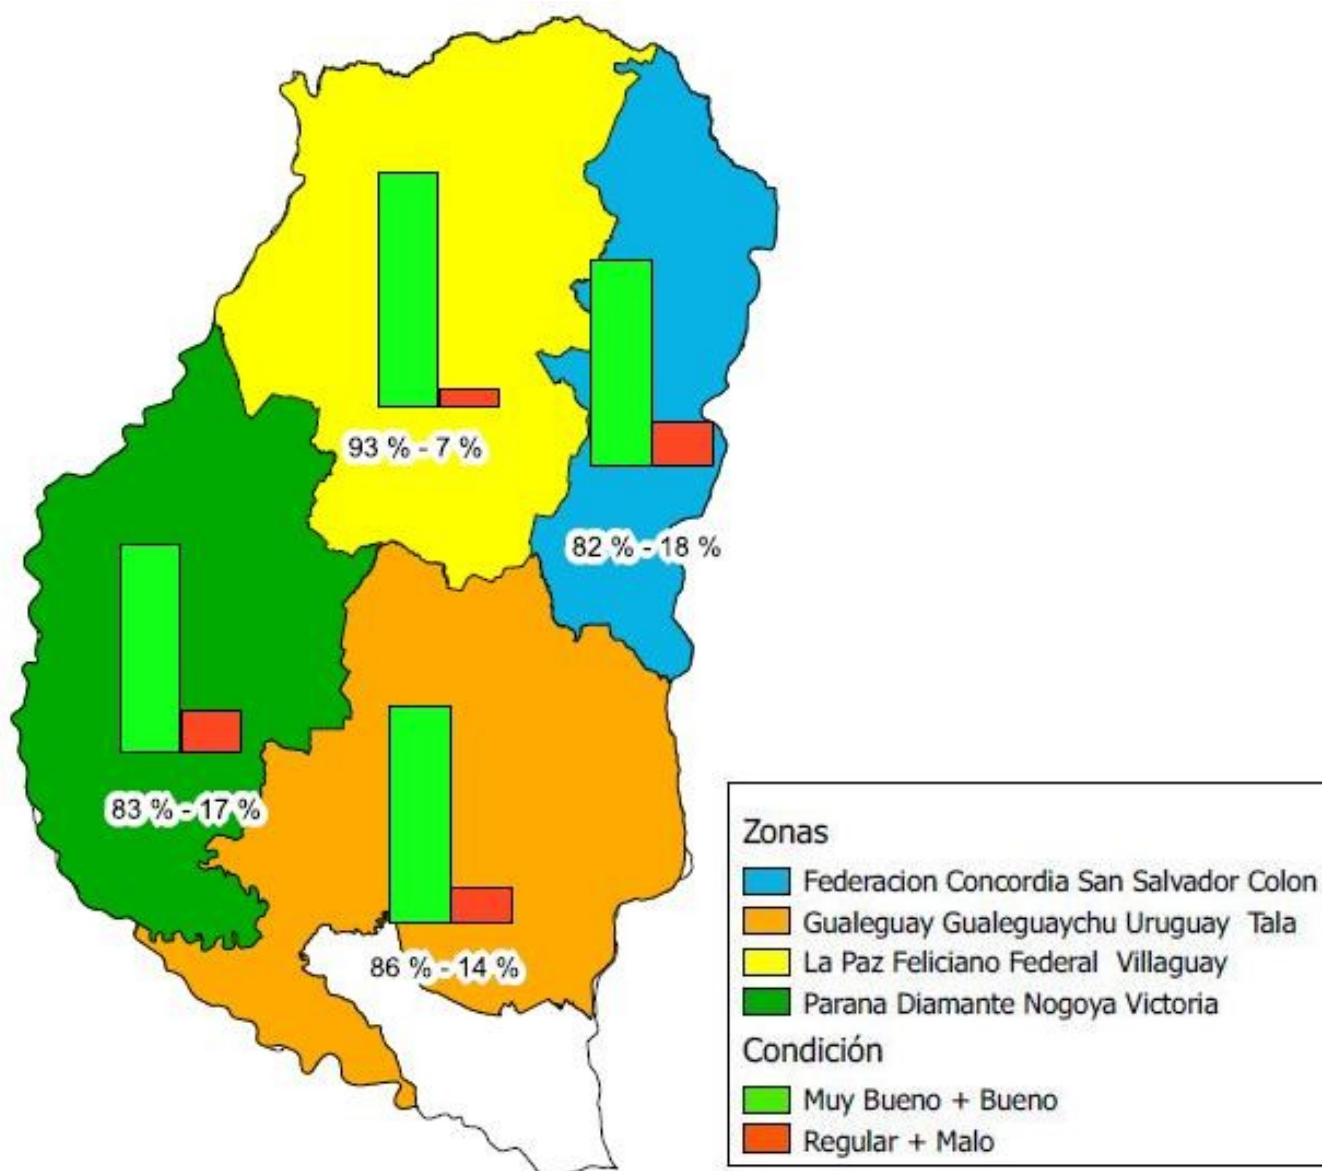 93 % - 7 %
82 % - 18 %
83 % - 17 %
86 % - 14 %
Zonas
Federacion Concordia San Salvador Colon
Gualeguay Gualeguaychu Uruguay  Tala
La Paz Feliciano Federal  Villaguay
Parana Diamante Nogoya Victoria
Condición
Muy Bueno + Bueno
Regular + Malo